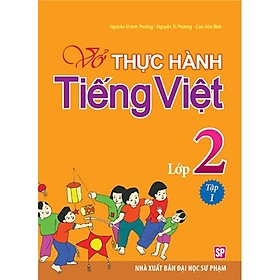 Nguyễn Khánh Phương - Nguyễn Tú Phương - Cao Hòa Bình
Vở THỰC HÀNH
Tiếng Việt
Lớp 2
Tập 1
SP
NHÀ XUẤT BẢN ĐẠI HỌC SƯ PHẠM